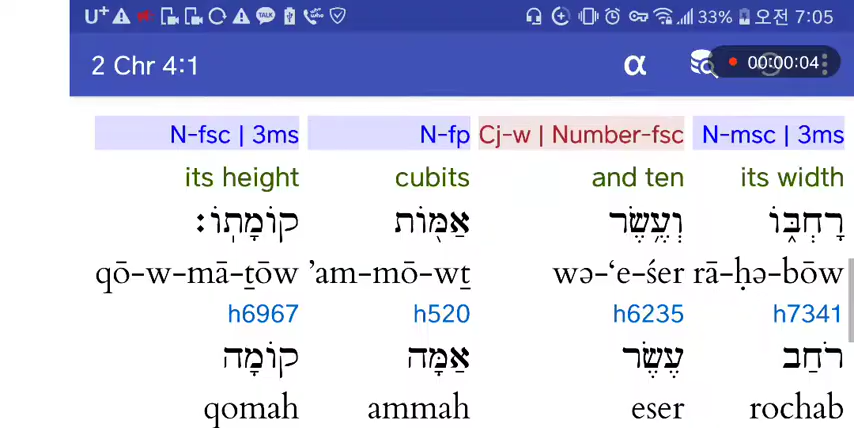 U+ TALK 33% 오전 7:05
2 Chr 4:1 α 00:00:04
N-fsc | 3ms N-fp Cj-w | Number-fsc N-msc | 3ms
its height cubits and ten its width
רָחְבּ֑וֹ וְעֶ֥שֶׂר אַמּ֖וֹת קוֹמָתֽוֹ׃
qō-w-mā-ṯōw ’am-mō-wṯ wə-‘e-śer rā-ḥə-bōw
h6967 h520 h6235 h7341
רֹחַב עֶשֶׂר אַמָּה קוֹמָה
qomah ammah eser rochab